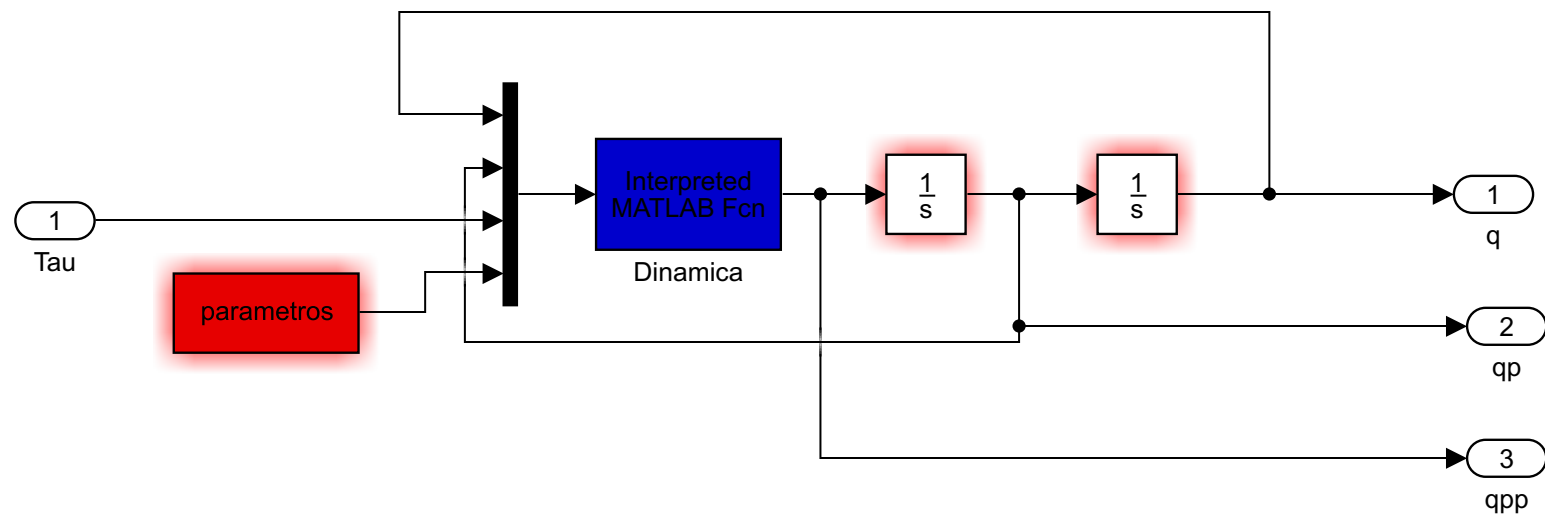 Interpreted
MATLAB Fcn
Dinamica
1
s
1
s
1
q
1
Tau
parametros
2
qp
3
qpp